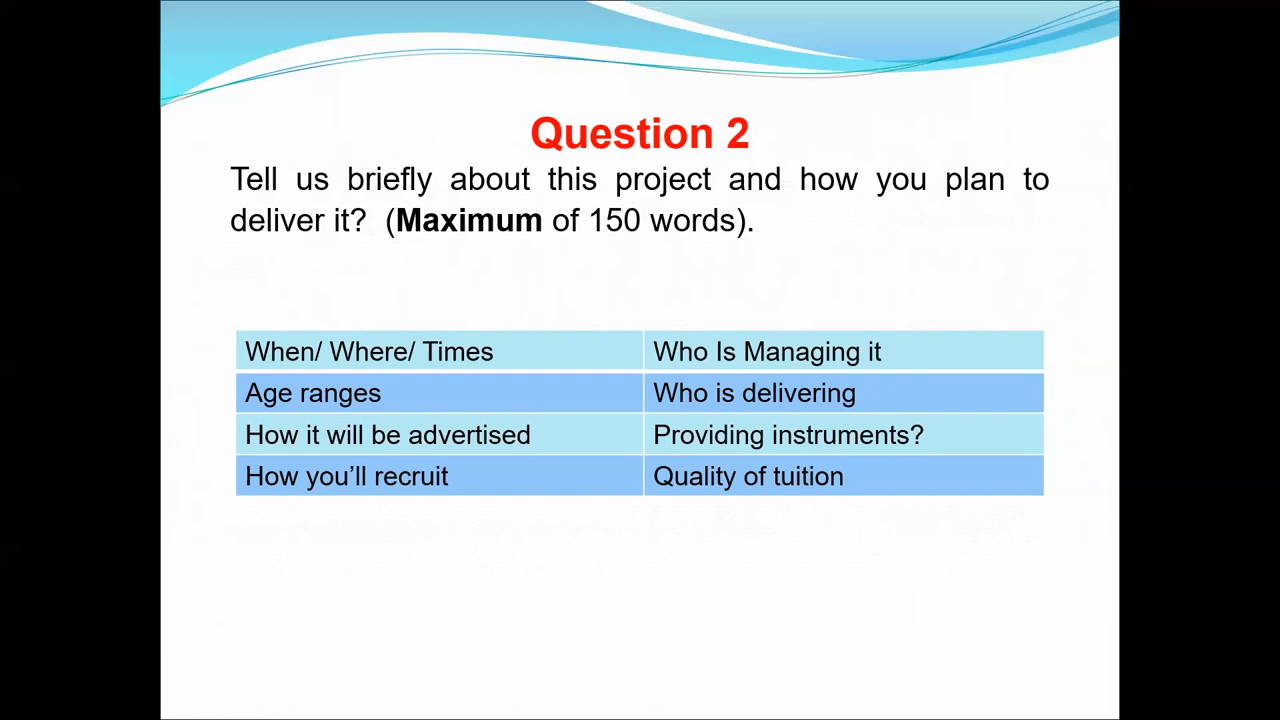 Question 2
Tell us briefly about this project and how you plan to
deliver it? (Maximum of 150 words).
When/ Where/ Times
Who Is Managing it
Age ranges
Who is delivering
How it will be advertised
Providing instruments?
How you’ll recruit
Quality of tuition